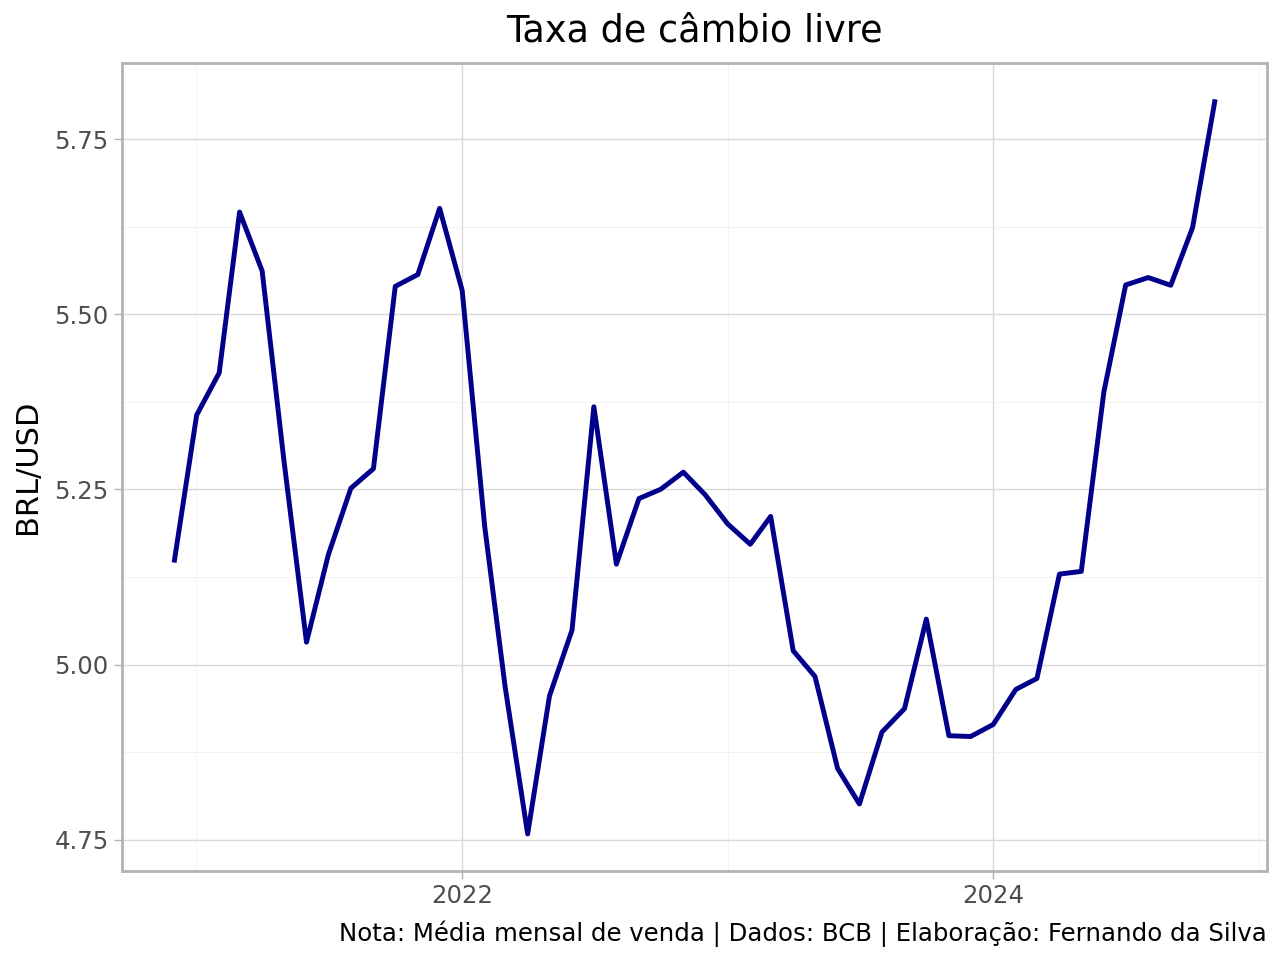 Taxa de câmbio livre
BRL/USD
5.75
5.50
5.25
5.00
4.75
2022
2024
Nota: Média mensal de venda | Dados: BCB | Elaboração: Fernando da Silva